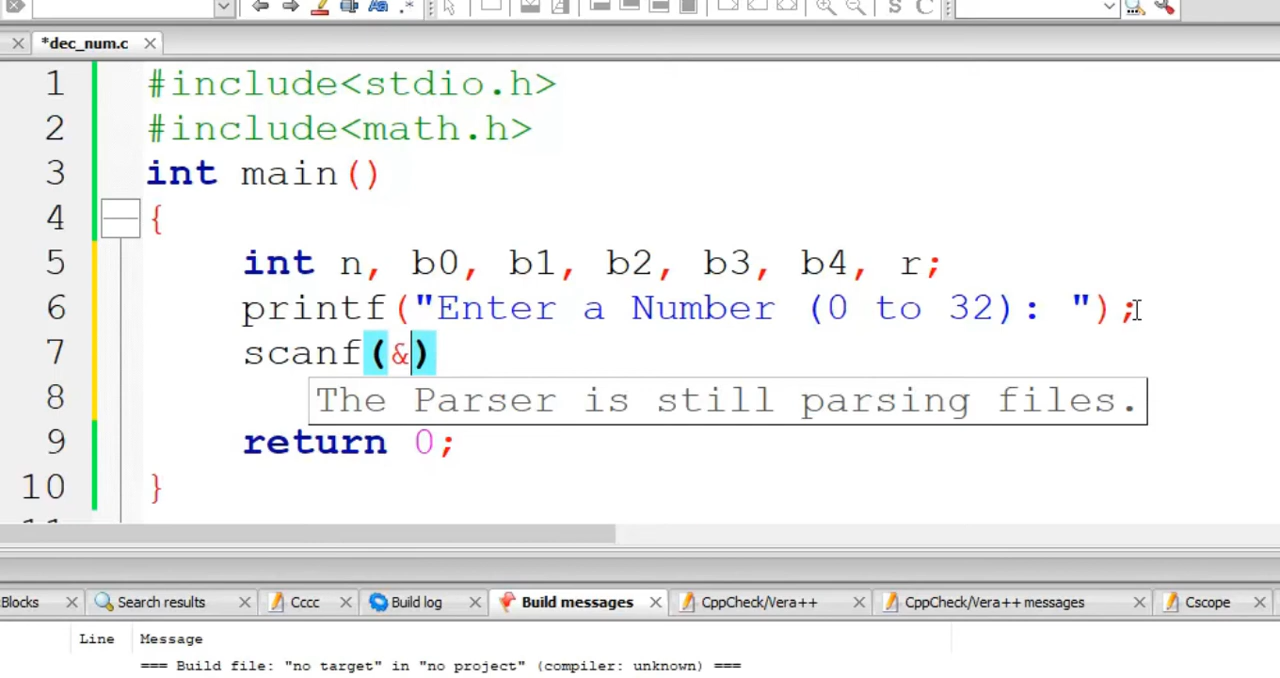 *dec_num.c
1 #include<stdio.h>
2 #include<math.h>
3 int main()
4 {
5 int n, b0, b1, b2, b3, b4, r;
6 printf("Enter a Number (0 to 32): ");
7 scanf(&)
8 The Parser is still parsing files.
9 return 0;
10 }
Blocks Search results Cccc Build log Build messages CppCheck/Vera++ CppCheck/Vera++ messages Cscope
Line Message
=== Build file: "no target" in "no project" (compiler: unknown) ===